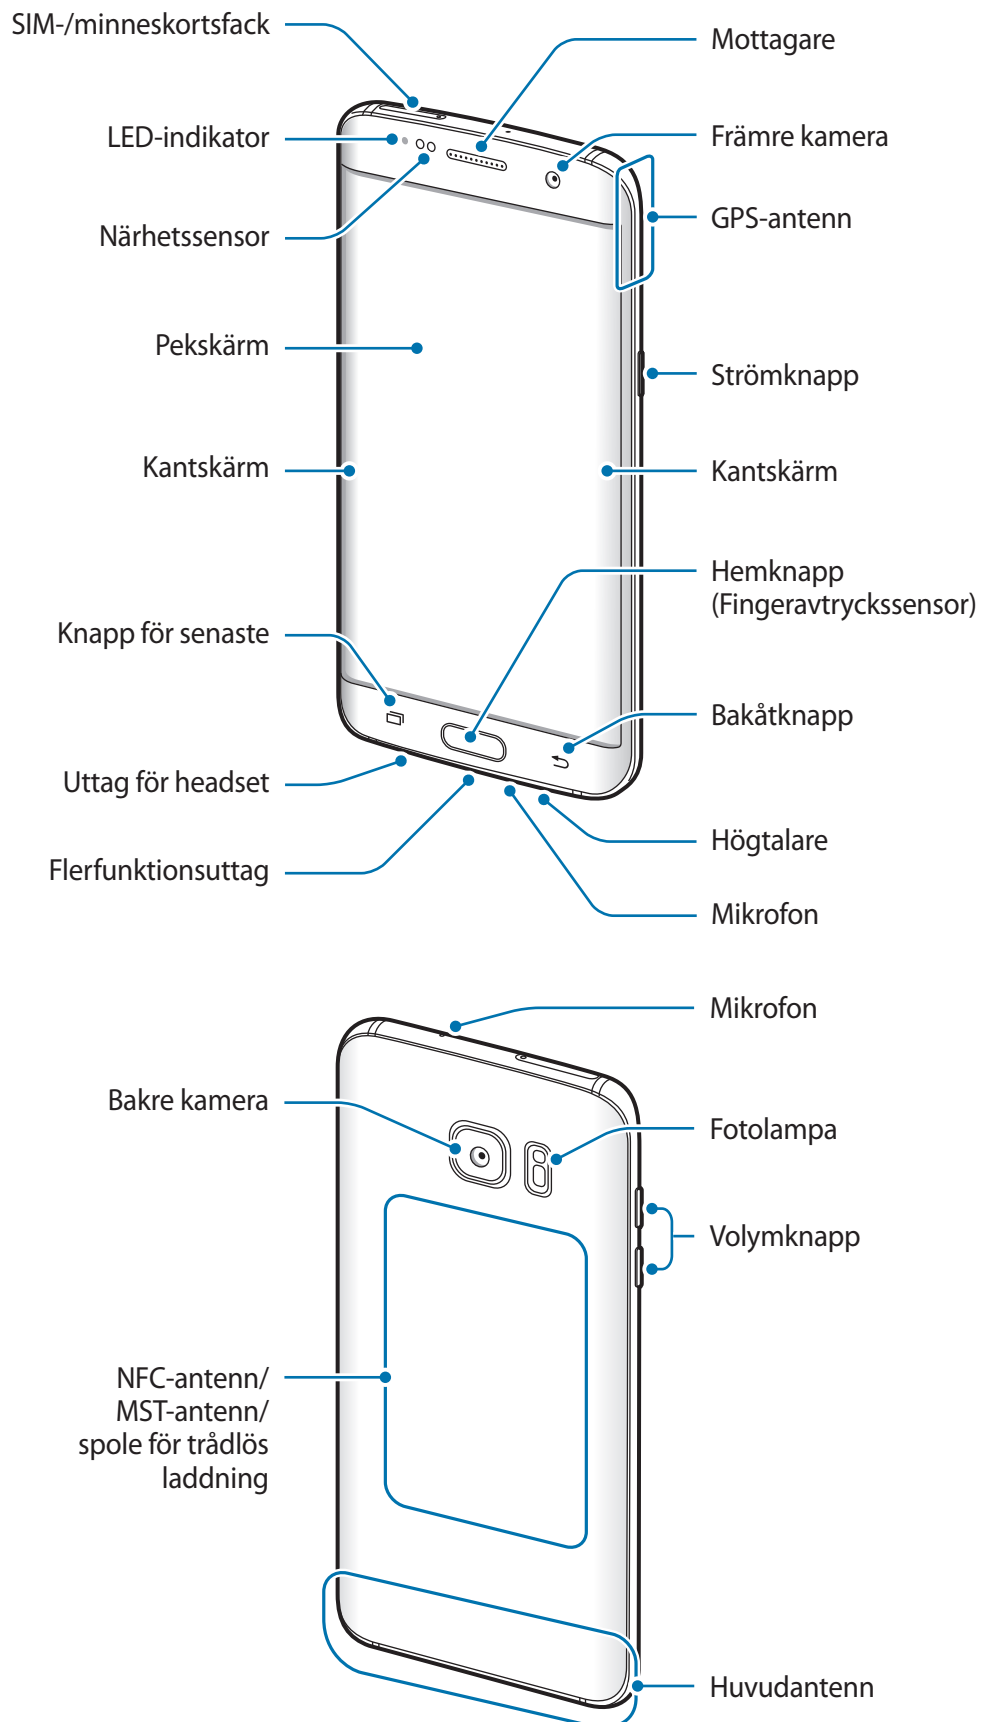 SIM-/minneskortsfack
Mottagare
LED-indikator
Främre kamera
GPS-antenn
Närhetssensor
Pekskärm
Strömknapp
Kantskärm
Kantskärm
Hemknapp
(Fingeravtryckssensor)
Knapp för senaste
Bakåtknapp
Uttag för headset
Högtalare
Flerfunktionsuttag
Mikrofon
Mikrofon
Bakre kamera
Fotolampa
Volymknapp
NFC-antenn/
MST-antenn/
spole för trådlös
laddning
Huvudantenn